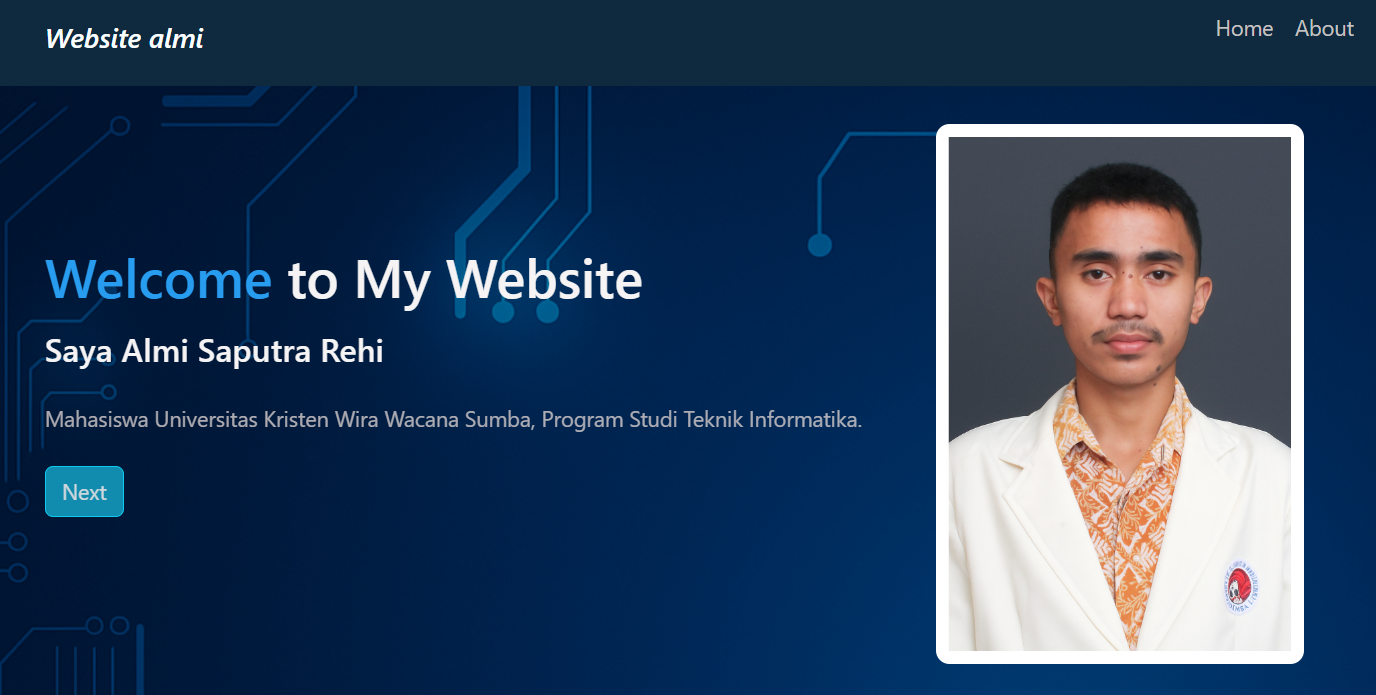 Website almi
Home About
Welcome to My Website
Saya Almi Saputra Rehi
Mahasiswa Universitas Kristen Wira Wacana Sumba, Program Studi Teknik Informatika.
Next